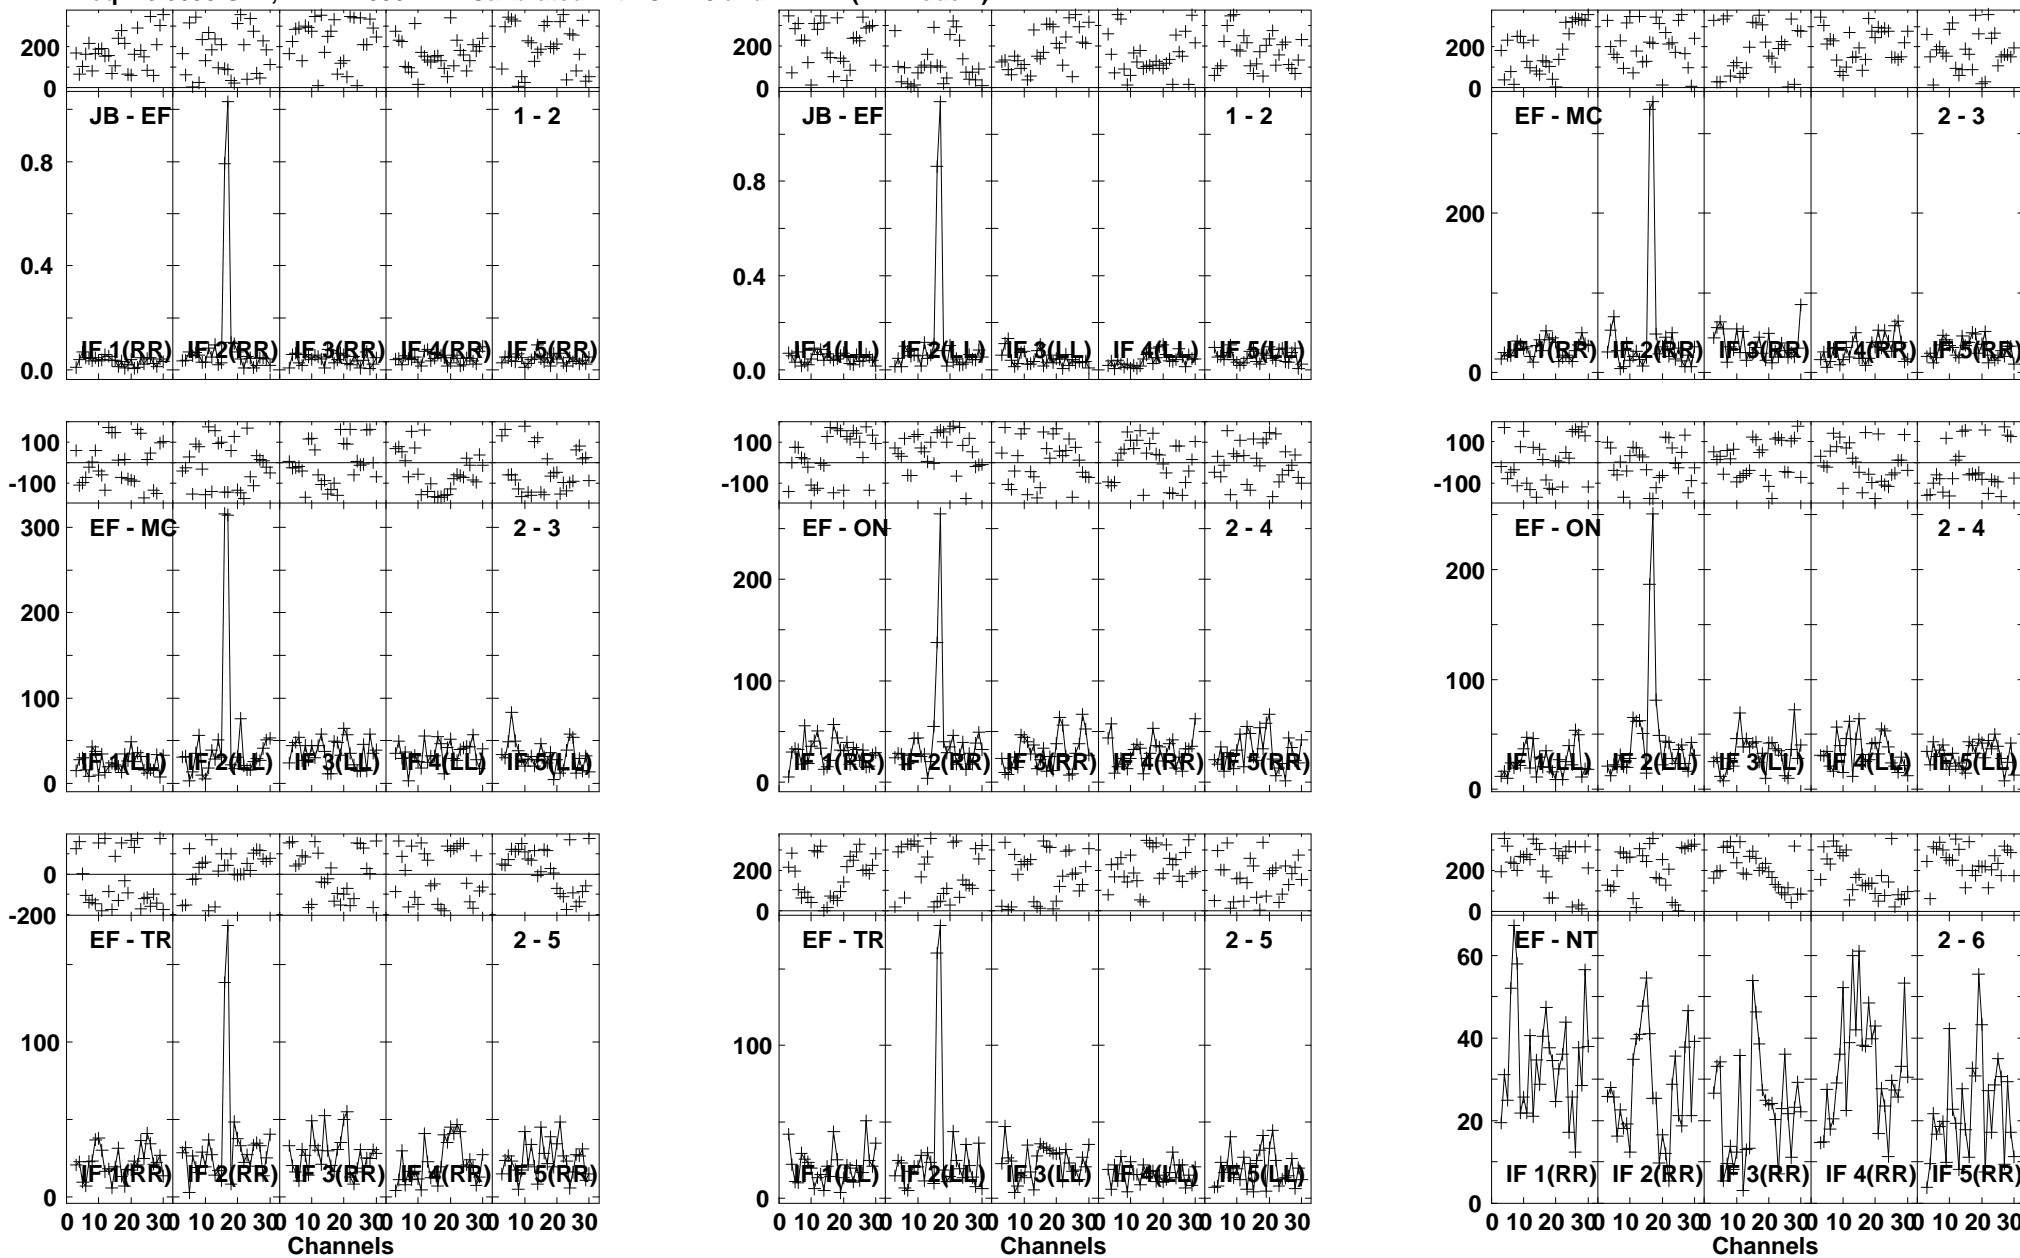 200
0
JB - EF
1 - 2
0.8
0.4
0.0
IF 1(RR)
IF 2(RR)
IF 3(RR)
IF 4(RR)
IF 5(RR)
200
0
JB - EF
1 - 2
0.8
0.4
0.0
IF 1(LL)
IF 2(LL)
IF 3(LL)
IF 4(LL)
IF 5(LL)
200
0
EF - MC
2 - 3
200
0
IF 1(RR)
IF 2(RR)
IF 3(RR)
IF 4(RR)
IF 5(RR)
100
-100
EF - MC
2 - 3
300
200
100
0
IF 1(LL)
IF 2(LL)
IF 3(LL)
IF 4(LL)
IF 5(LL)
100
-100
EF - ON
2 - 4
200
100
0
IF 1(RR)
IF 2(RR)
IF 3(RR)
IF 4(RR)
IF 5(RR)
100
-100
EF - ON
2 - 4
200
100
0
IF 1(LL)
IF 2(LL)
IF 3(LL)
IF 4(LL)
IF 5(LL)
0
-200
EF - TR
2 - 5
100
0
IF 1(RR)
IF 2(RR)
IF 3(RR)
IF 4(RR)
IF 5(RR)
0 10 20 30 0 10 20 30 0 10 20 30 0 10 20 30 0 10 20 30
Channels
200
0
EF - TR
2 - 5
100
0
IF 1(LL)
IF 2(LL)
IF 3(LL)
IF 4(LL)
IF 5(LL)
0 10 20 30 0 10 20 30 0 10 20 30 0 10 20 30 0 10 20 30
Channels
200
0
EF - NT
2 - 6
60
40
20
0
IF 1(RR)
IF 2(RR)
IF 3(RR)
IF 4(RR)
IF 5(RR)
0 10 20 30 0 10 20 30 0 10 20 30 0 10 20 30 0 10 20 30
Channels